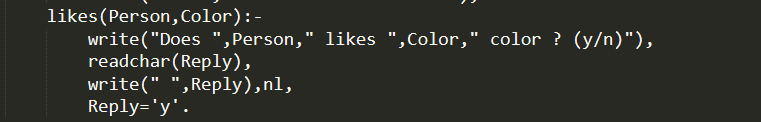 likes(Person,Color):-
write("Does ",Person," likes ",Color," color ? (y/n)"),
readchar(Reply),
write(" ",Reply),nl,
Reply='y'.